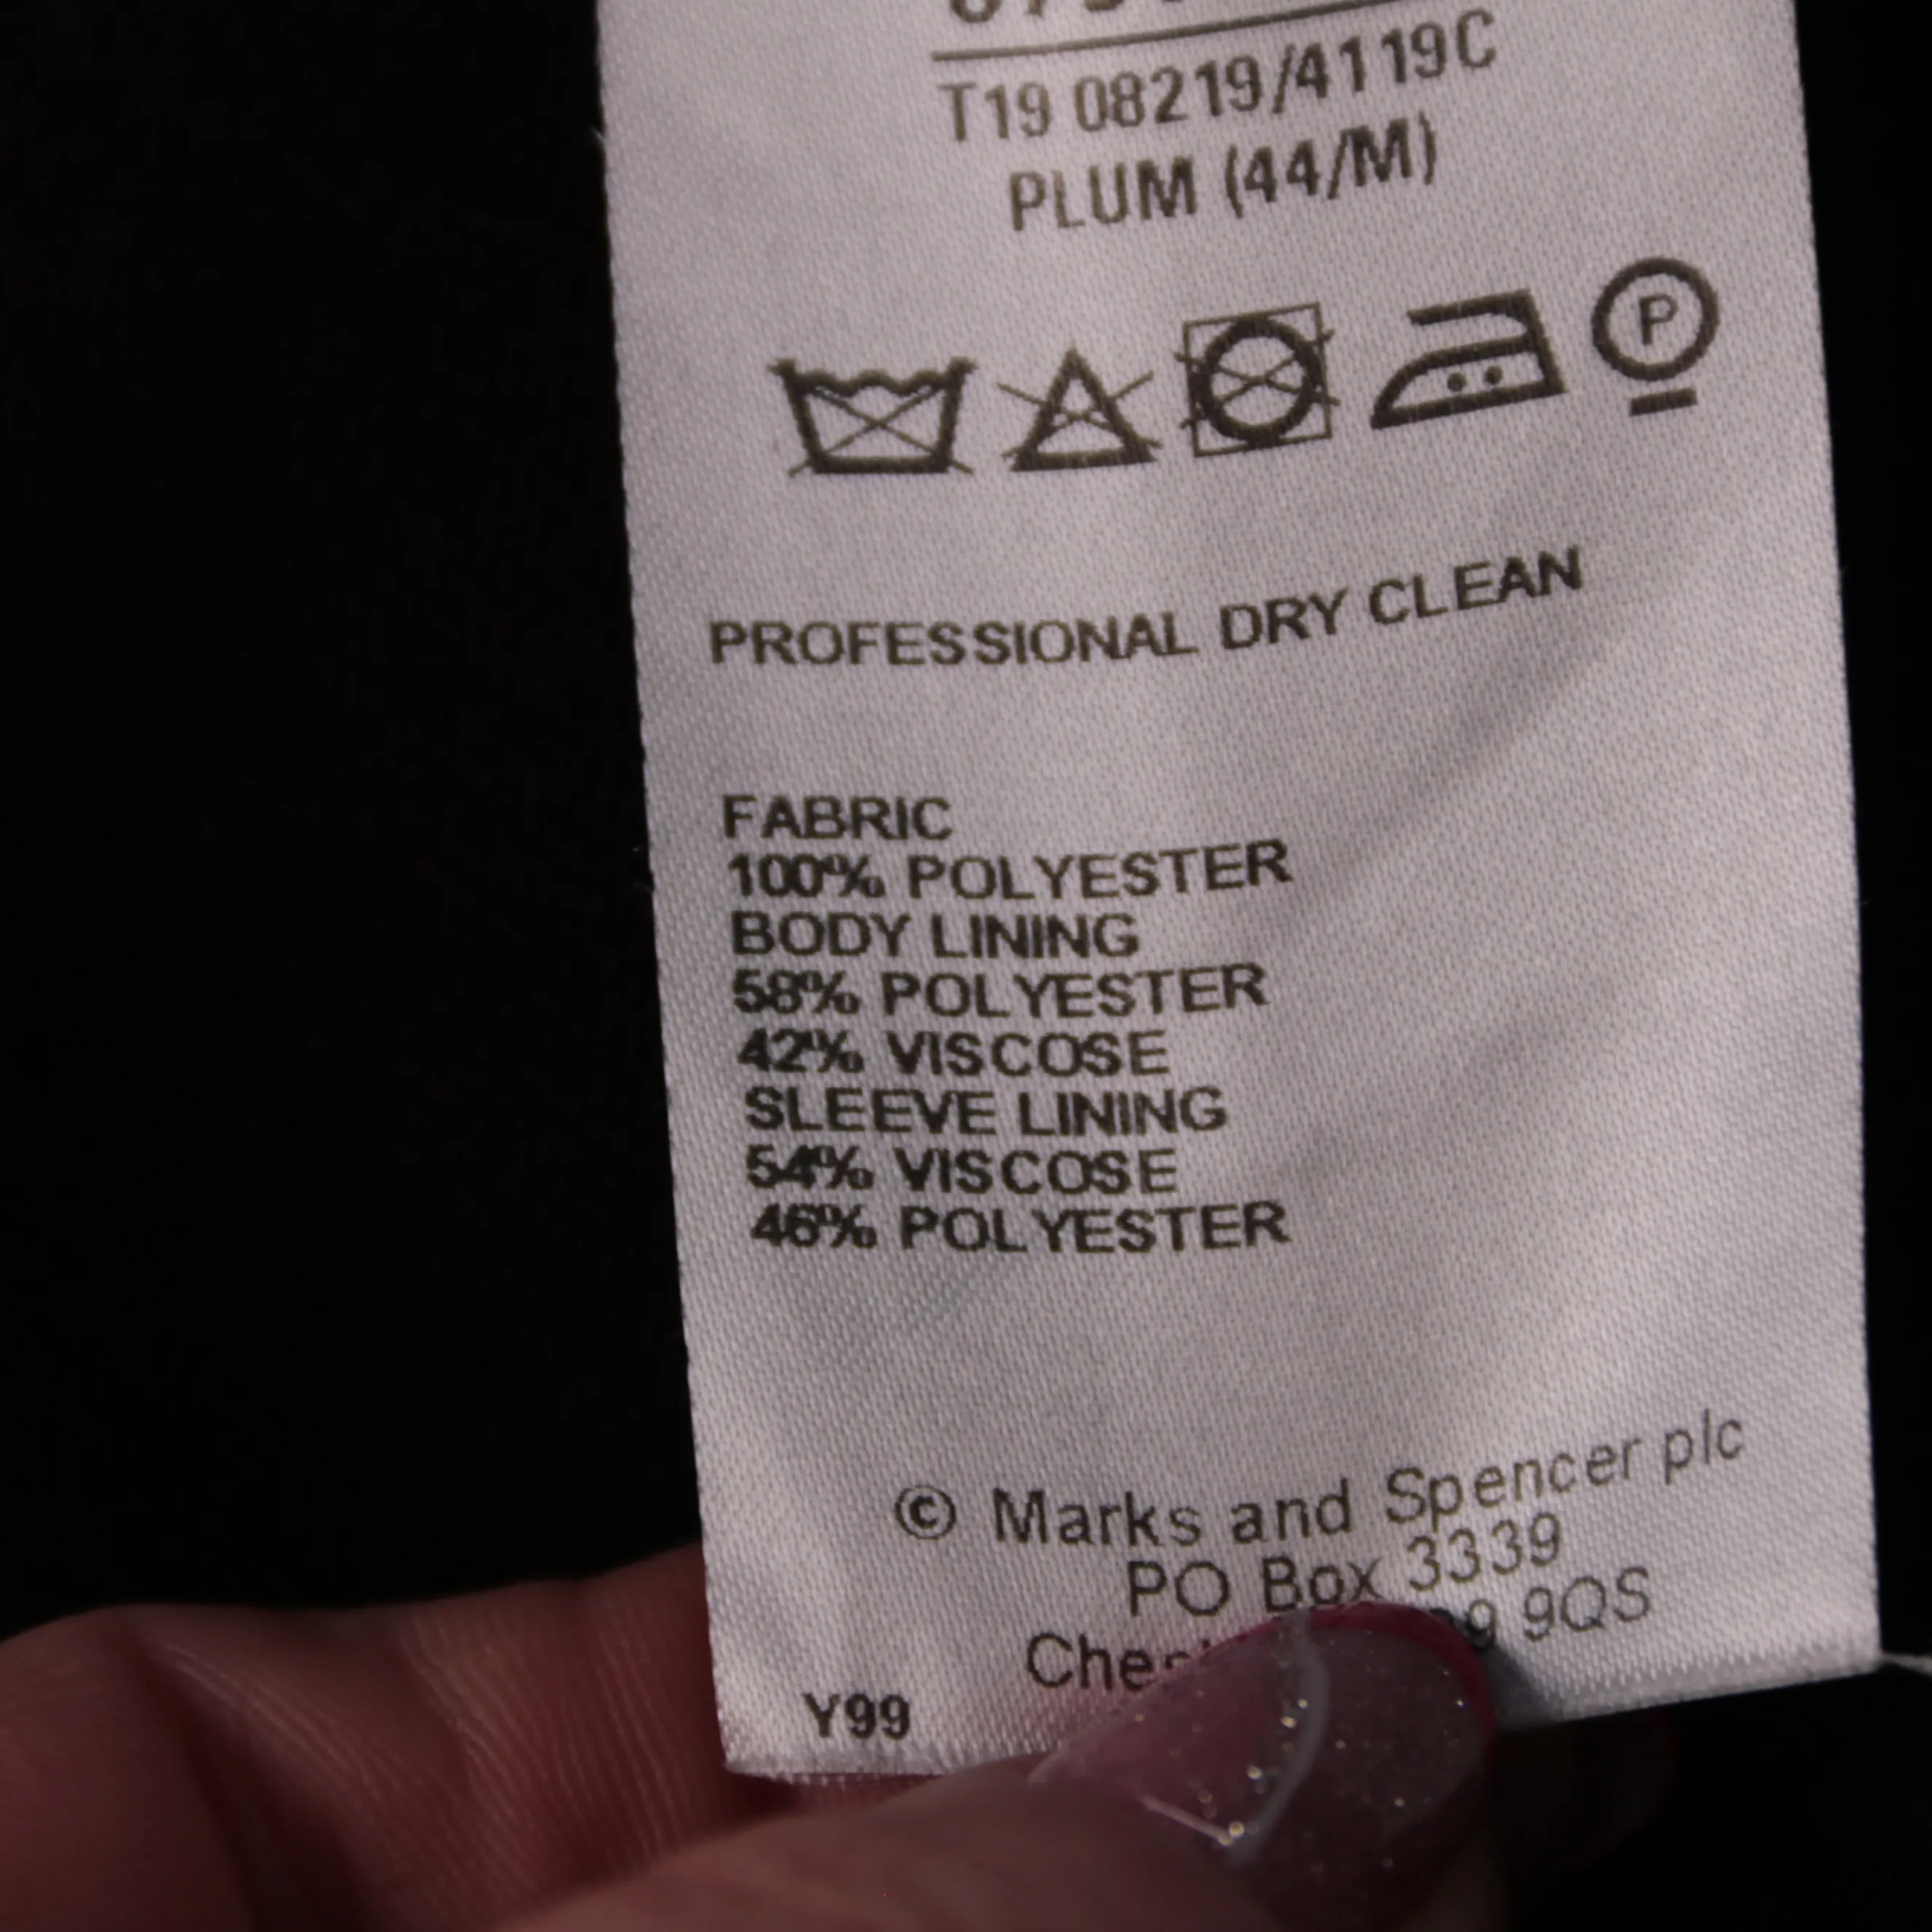 T19 08219/4119C
PLUM (44/M)
P
PROFESSIONAL DRY CLEAN
FABRIC
100% POLYESTER
BODY LINING
58% POLYESTER
42% VISCOSE
SLEEVE LINING
54% VISCOSE
46% POLYESTER
© Marks and Spencer plc
PO Box 3339
9QS
Y99